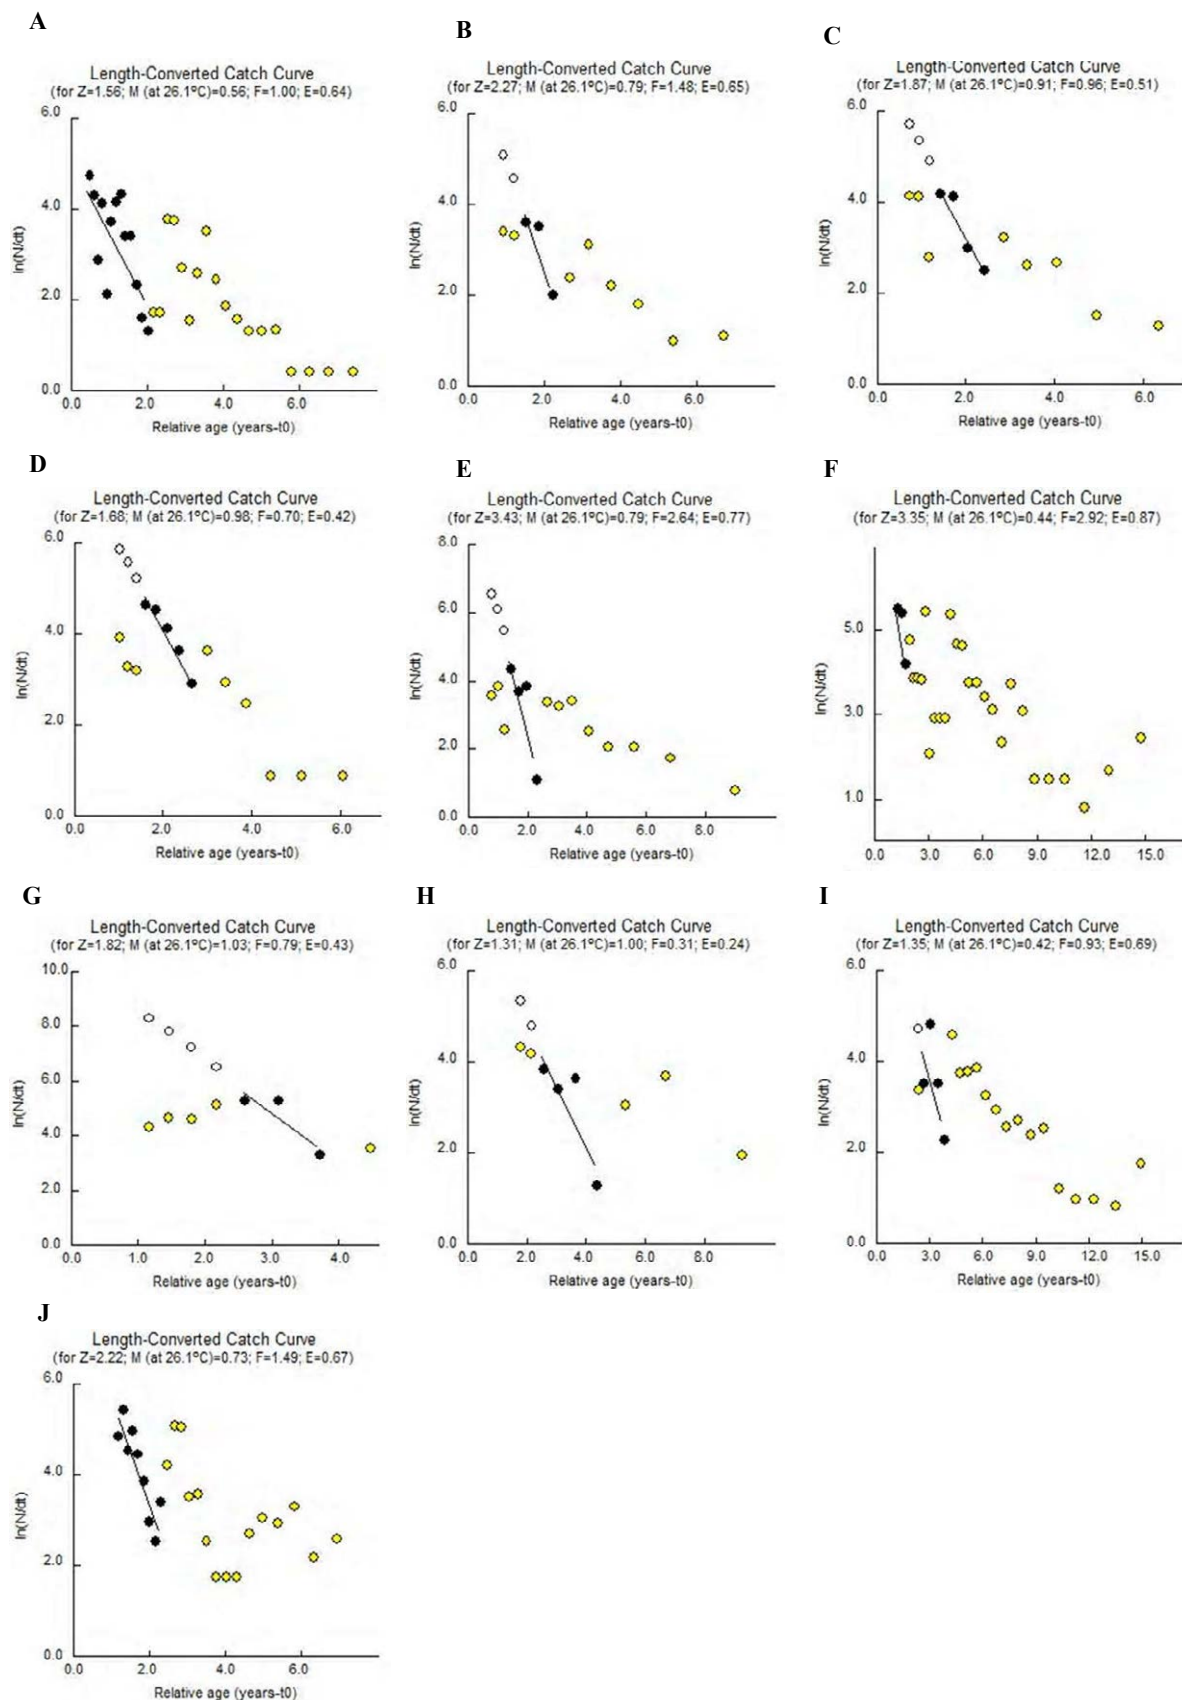 A
Length-Converted Catch Curve
(for Z=1.56; M (at 26.1ºC)=0.56; F=1.00; E=0.64)
6.0
4.0
2.0
0.0
ln(N/dt)
0.0 2.0 4.0 6.0
Relative age (years-t0)
B
Length-Converted Catch Curve
(for Z=2.27; M (at 26.1ºC)=0.79; F=1.48; E=0.65)
6.0
4.0
2.0
0.0
ln(N/dt)
0.0 2.0 4.0 6.0
Relative age (years-t0)
C
Length-Converted Catch Curve
(for Z=1.87; M (at 26.1ºC)=0.91; F=0.96; E=0.51)
6.0
4.0
2.0
0.0
ln(N/dt)
0.0 2.0 4.0 6.0
Relative age (years-t0)
D
Length-Converted Catch Curve
(for Z=1.68; M (at 26.1ºC)=0.98; F=0.70; E=0.42)
6.0
4.0
2.0
0.0
ln(N/dt)
0.0 2.0 4.0 6.0
Relative age (years-t0)
E
Length-Converted Catch Curve
(for Z=3.43; M (at 26.1ºC)=0.79; F=2.64; E=0.77)
8.0
6.0
4.0
2.0
0.0
ln(N/dt)
0.0 2.0 4.0 6.0 8.0
Relative age (years-t0)
F
Length-Converted Catch Curve
(for Z=3.35; M (at 26.1ºC)=0.44; F=2.92; E=0.87)
5.0
3.0
1.0
ln(N/dt)
0.0 3.0 6.0 9.0 12.0 15.0
G
Length-Converted Catch Curve
(for Z=1.82; M (at 26.1ºC)=1.03; F=0.79; E=0.43)
10.0
8.0
6.0
4.0
2.0
0.0
ln(N/dt)
0.0 1.0 2.0 3.0 4.0
Relative age (years-t0)
H
Length-Converted Catch Curve
(for Z=1.31; M (at 26.1ºC)=1.00; F=0.31; E=0.24)
6.0
4.0
2.0
0.0
ln(N/dt)
0.0 2.0 4.0 6.0 8.0
Relative age (years-t0)
I
Length-Converted Catch Curve
(for Z=1.35; M (at 26.1ºC)=0.42; F=0.93; E=0.69)
6.0
4.0
2.0
0.0
ln(N/dt)
0.0 3.0 6.0 9.0 12.0 15.0
Relative age (years-t0)
J
Length-Converted Catch Curve
(for Z=2.22; M (at 26.1ºC)=0.73; F=1.49; E=0.67)
6.0
4.0
2.0
0.0
ln(N/dt)
0.0 2.0 4.0 6.0
Relative age (years-t0)